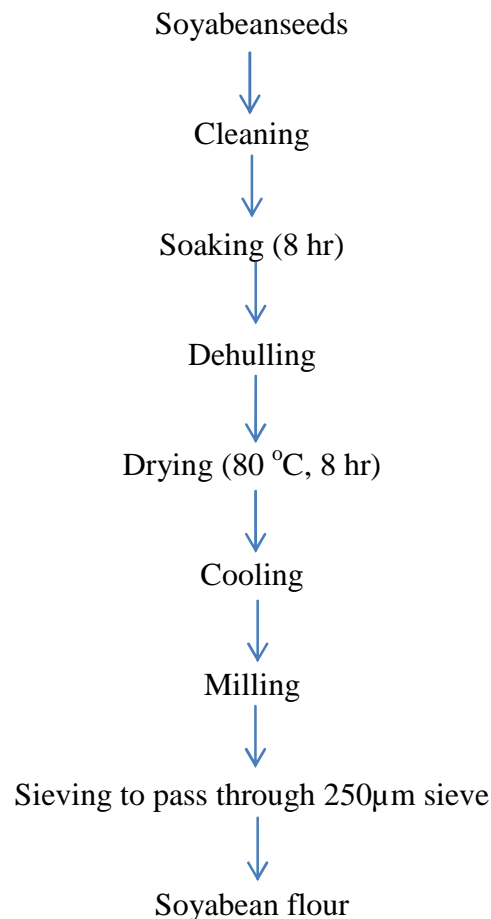 Soyabeanseeds
Cleaning
Soaking (8 hr)
Dehulling
Drying (80 °C, 8 hr)
Cooling
Milling
Sieving to pass through 250µm sieve
Soyabean flour